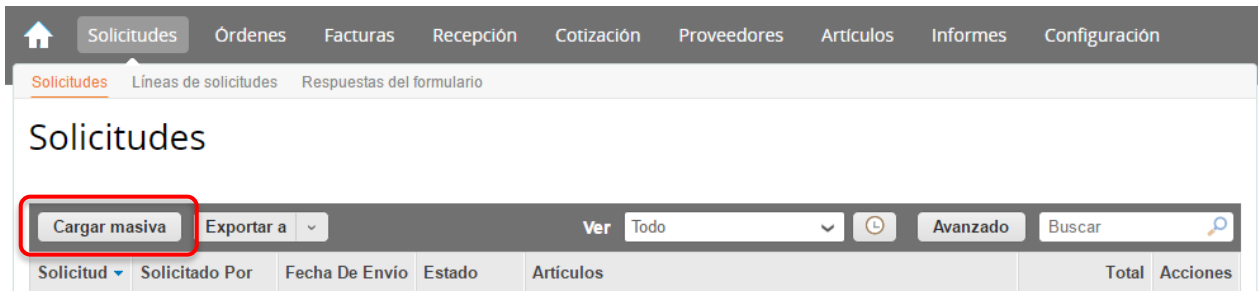 Solicitudes Órdenes Facturas Recepción Cotización Proveedores Artículos Informes Configuración
Solicitudes Líneas de solicitudes Respuestas del formulario
Solicitudes
Cargar masiva Exportar a Ver Todo Avanzado Buscar
Solicitud Solicitado Por Fecha De Envío Estado Artículos Total Acciones